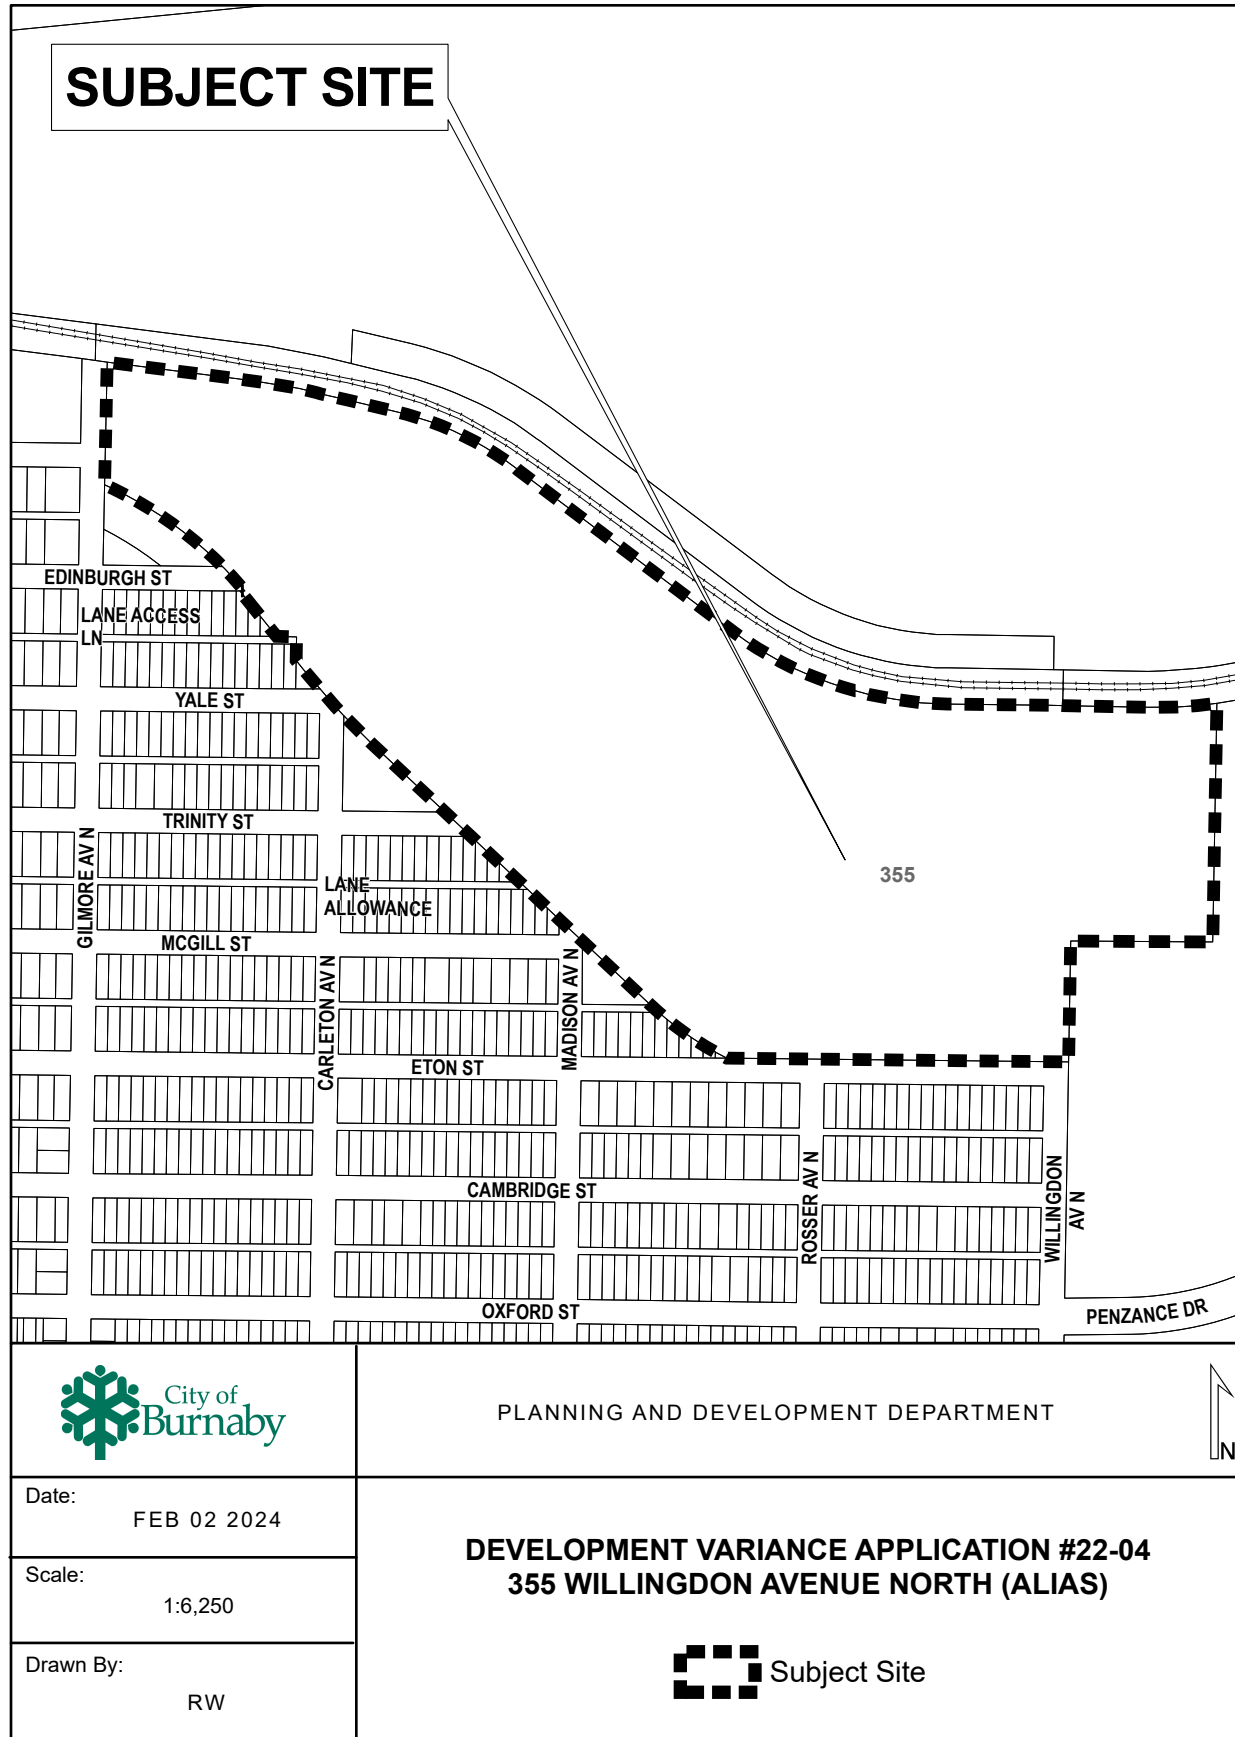 SUBJECT SITE
EDINBURGH ST
LANE ACCESS
LN
YALE ST
TRINITY ST
GILMORE AV N
LANE
ALLOWANCE
355
MCGILL ST
CARLETON AV N
MADISON AV N
ETON ST
CAMBRIDGE ST
ROSSER AV N
WILLINGDON
AV N
OXFORD ST
PENZANCE DR
City of
Burnaby
PLANNING AND DEVELOPMENT DEPARTMENT
N
Date:
FEB 02 2024
Scale:
1:6,250
Drawn By:
RW
DEVELOPMENT VARIANCE APPLICATION #22-04
355 WILLINGDON AVENUE NORTH (ALIAS)
Subject Site